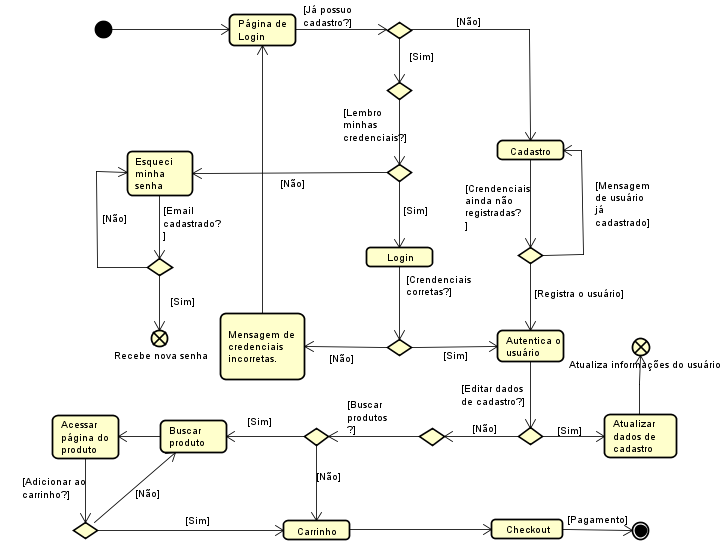 Página de
Login
[Já possuo
cadastro?]
[Não]
[Sim]
[Lembro
minhas
credenciais?]
Esqueci
minha
senha
[Não]
[Email
cadastrado?
]
[Não]
[Sim]
Recebe nova senha
[Sim]
Login
[Crendenciais
corretas?]
Cadastro
[Crendenciais
ainda não
registradas?
]
[Mensagem
de usuário
já
cadastrado]
[Registra o usuário]
Mensagem de
credenciais
incorretas.
[Não]
[Sim]
Autentica o
usuário
Atualiza informações do usuário
[Editar dados
de cadastro?]
[Não]
[Sim]
Atualizar
dados de
cadastro
[Buscar
produtos
?]
[Sim]
[Não]
Buscar
produto
Acessar
página do
produto
[Adicionar ao
carrinho?]
[Não]
[Sim]
Carrinho
Checkout
[Pagamento]